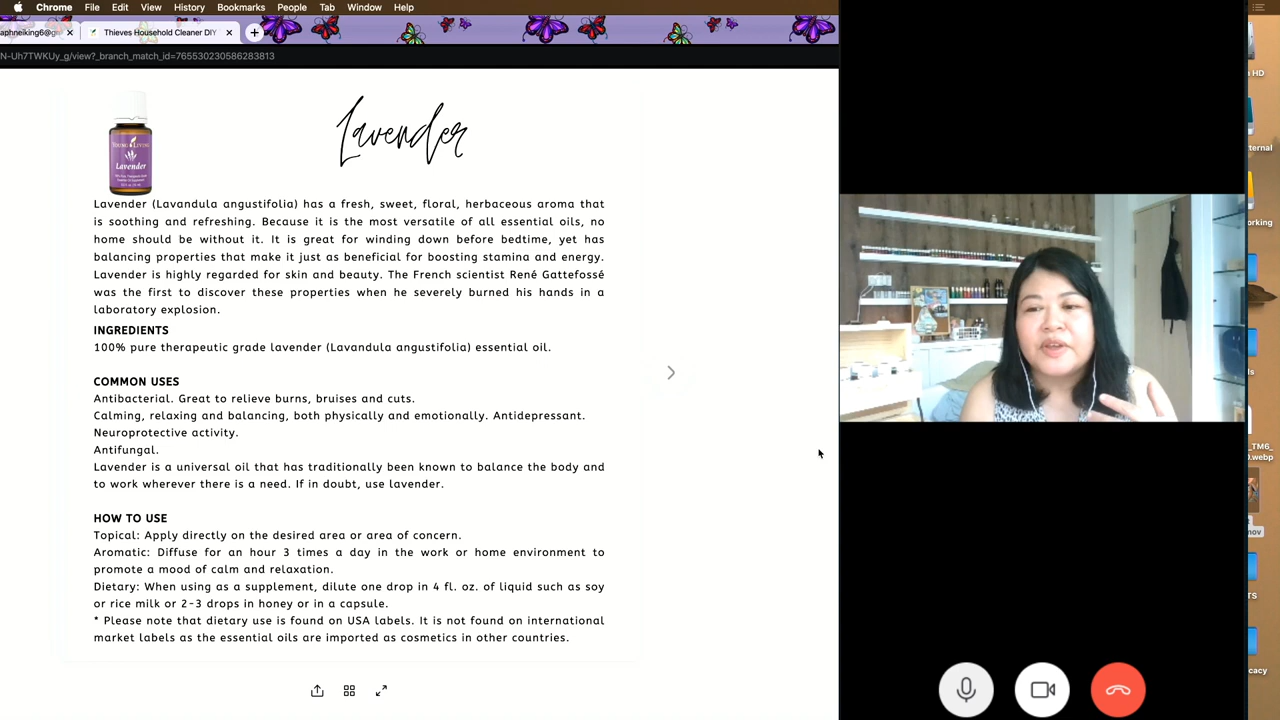 Chrome File Edit View History Bookmarks People Tab Window Help
Thieves Household Cleaner DIY
N-Uh7TWKUy_g/view?_branch_match_id=765530230586283813
Lavender
YOUNG LIVING
Lavender
Lavender (Lavandula angustifolia) has a fresh, sweet, floral, herbaceous aroma that
is soothing and refreshing. Because it is the most versatile of all essential oils, no
home should be without it. It is great for winding down before bedtime, yet has
balancing properties that make it just as beneficial for boosting stamina and energy.
Lavender is highly regarded for skin and beauty. The French scientist René Gattefossé
was the first to discover these properties when he severely burned his hands in a
laboratory explosion.
INGREDIENTS
100% pure therapeutic grade lavender (Lavandula angustifolia) essential oil.
COMMON USES
Antibacterial. Great to relieve burns, bruises and cuts.
Calming, relaxing and balancing, both physically and emotionally. Antidepressant.
Neuroprotective activity.
Antifungal.
Lavender is a universal oil that has traditionally been known to balance the body and
to work wherever there is a need. If in doubt, use lavender.
HOW TO USE
Topical: Apply directly on the desired area or area of concern.
Aromatic: Diffuse for an hour 3 times a day in the work or home environment to
promote a mood of calm and relaxation.
Dietary: When using as a supplement, dilute one drop in 4 fl. oz. of liquid such as soy
or rice milk or 2-3 drops in honey or in a capsule.
* Please note that dietary use is found on USA labels. It is not found on international
market labels as the essential oils are imported as cosmetics in other countries.
HD